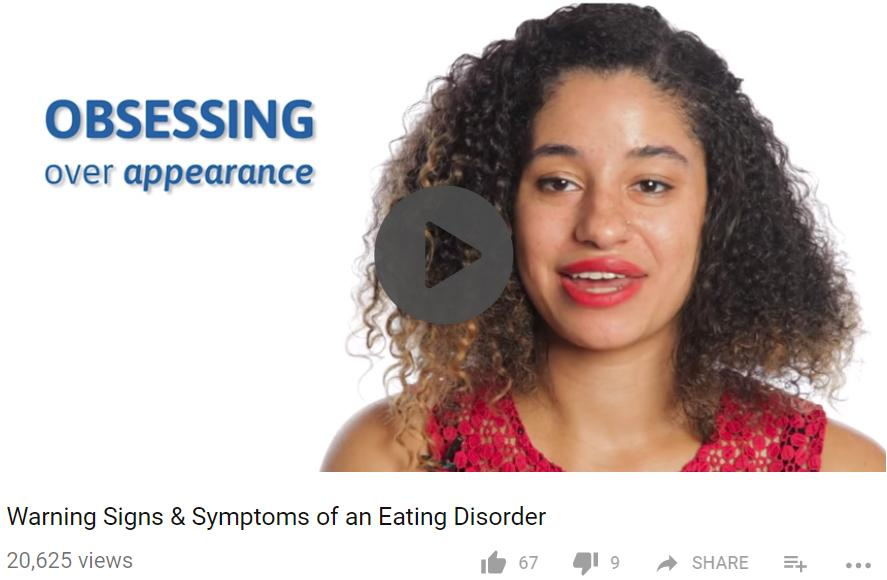 OBSESSING
over appearance
Warning Signs & Symptoms of an Eating Disorder
20,625 views
67 9 SHARE